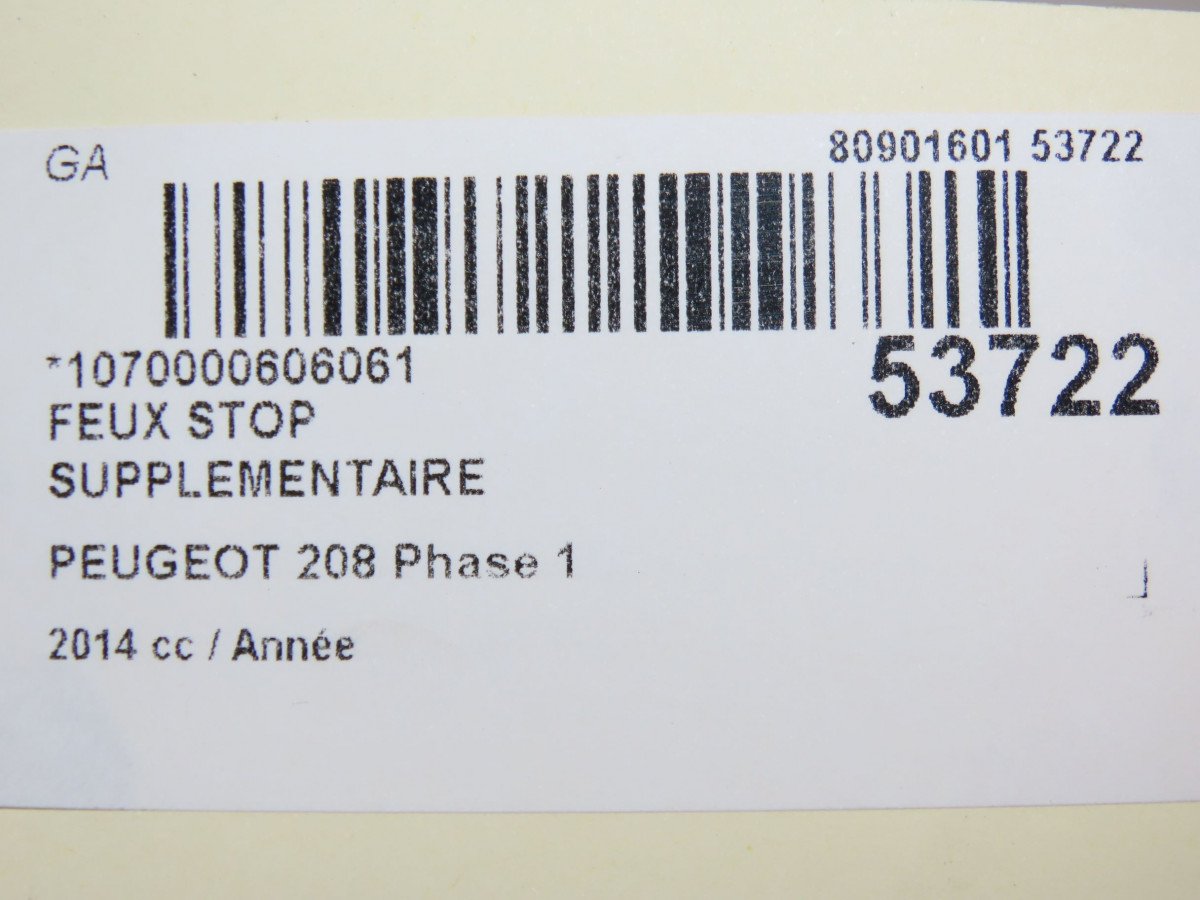 GA
80901601 53722
*1070000606061
53722
FEUX STOP
SUPPLEMENTAIRE
PEUGEOT 208 Phase 1
2014 cc / Année